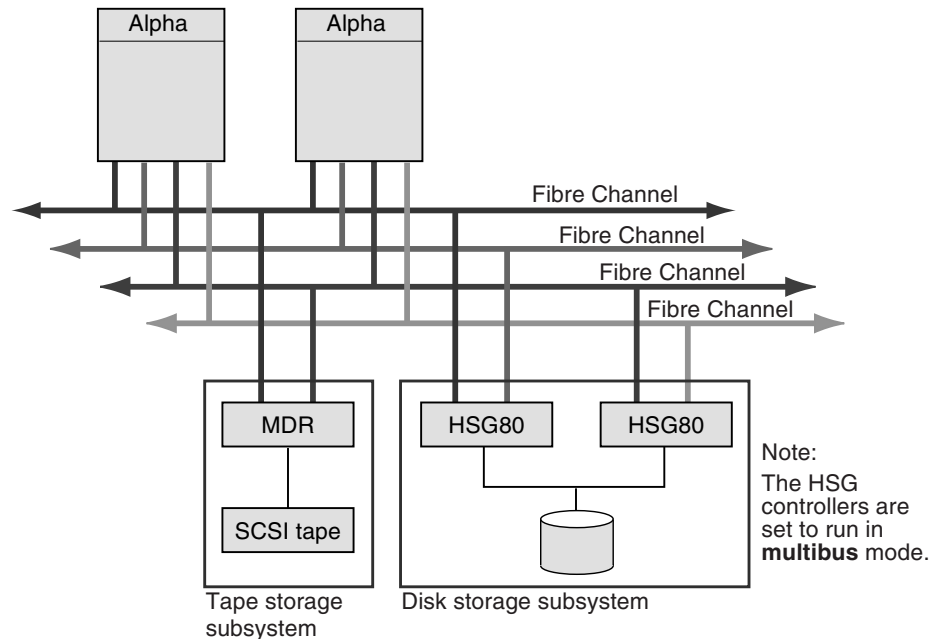 Alpha
Alpha
Fibre Channel
Fibre Channel
Fibre Channel
Fibre Channel
MDR
HSG80
HSG80
SCSI tape
Note:
The HSG
controllers are
set to run in
multibus mode.
Tape storage
subsystem
Disk storage subsystem